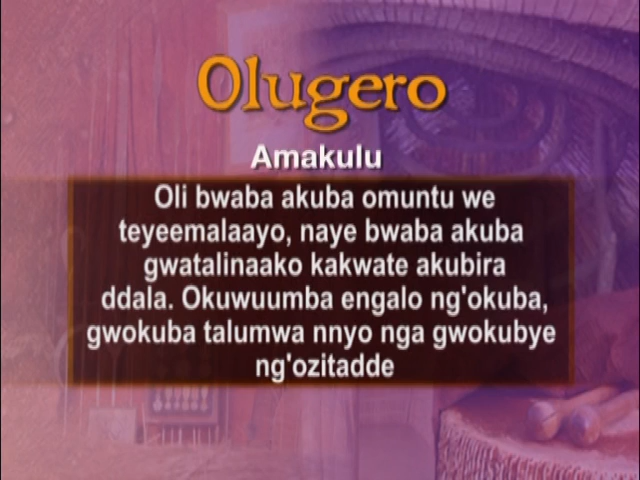 Olugero
Amakulu
Oli bwaba akuba omuntu we
teyeemalaayo, naye bwaba akuba
gwatalinaako kakwate akubira
ddala. Okuwuumba engalo ng'okuba,
gwokuba talumwa nnyo nga gwokubye
ng'ozitadde